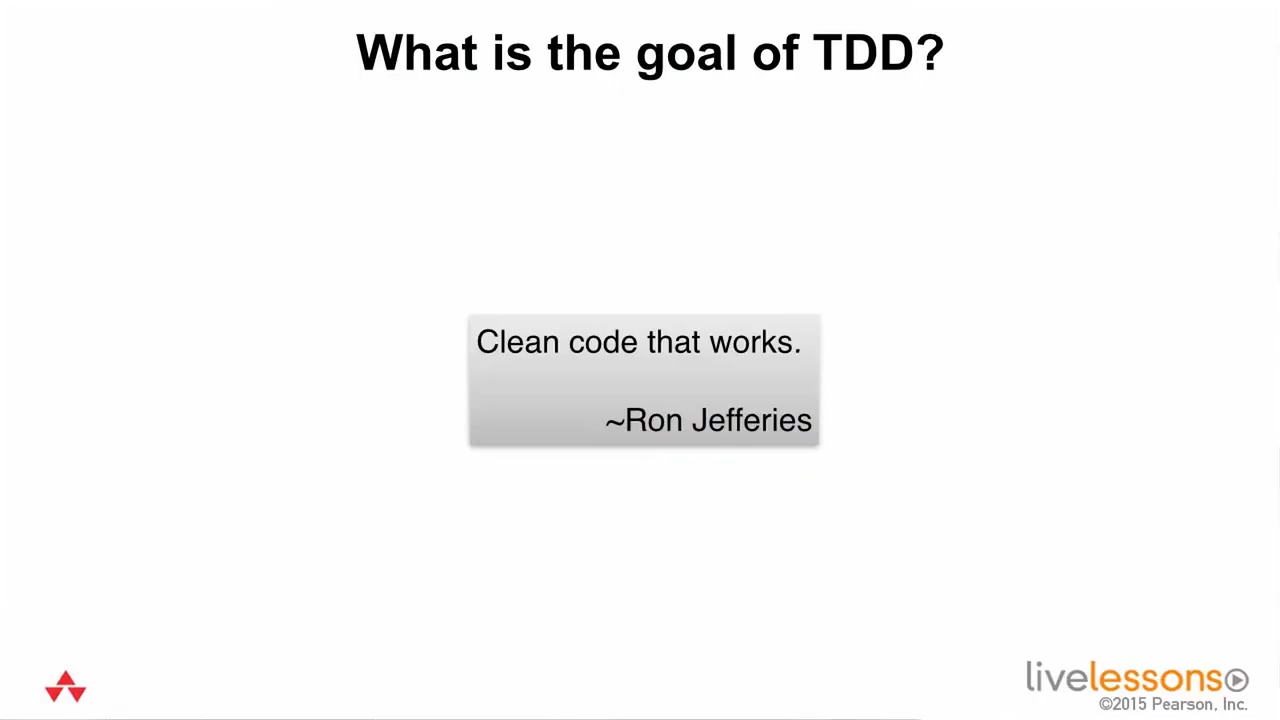 What is the goal of TDD?
Clean code that works.
~Ron Jefferies
livelessons
©2015 Pearson, Inc.